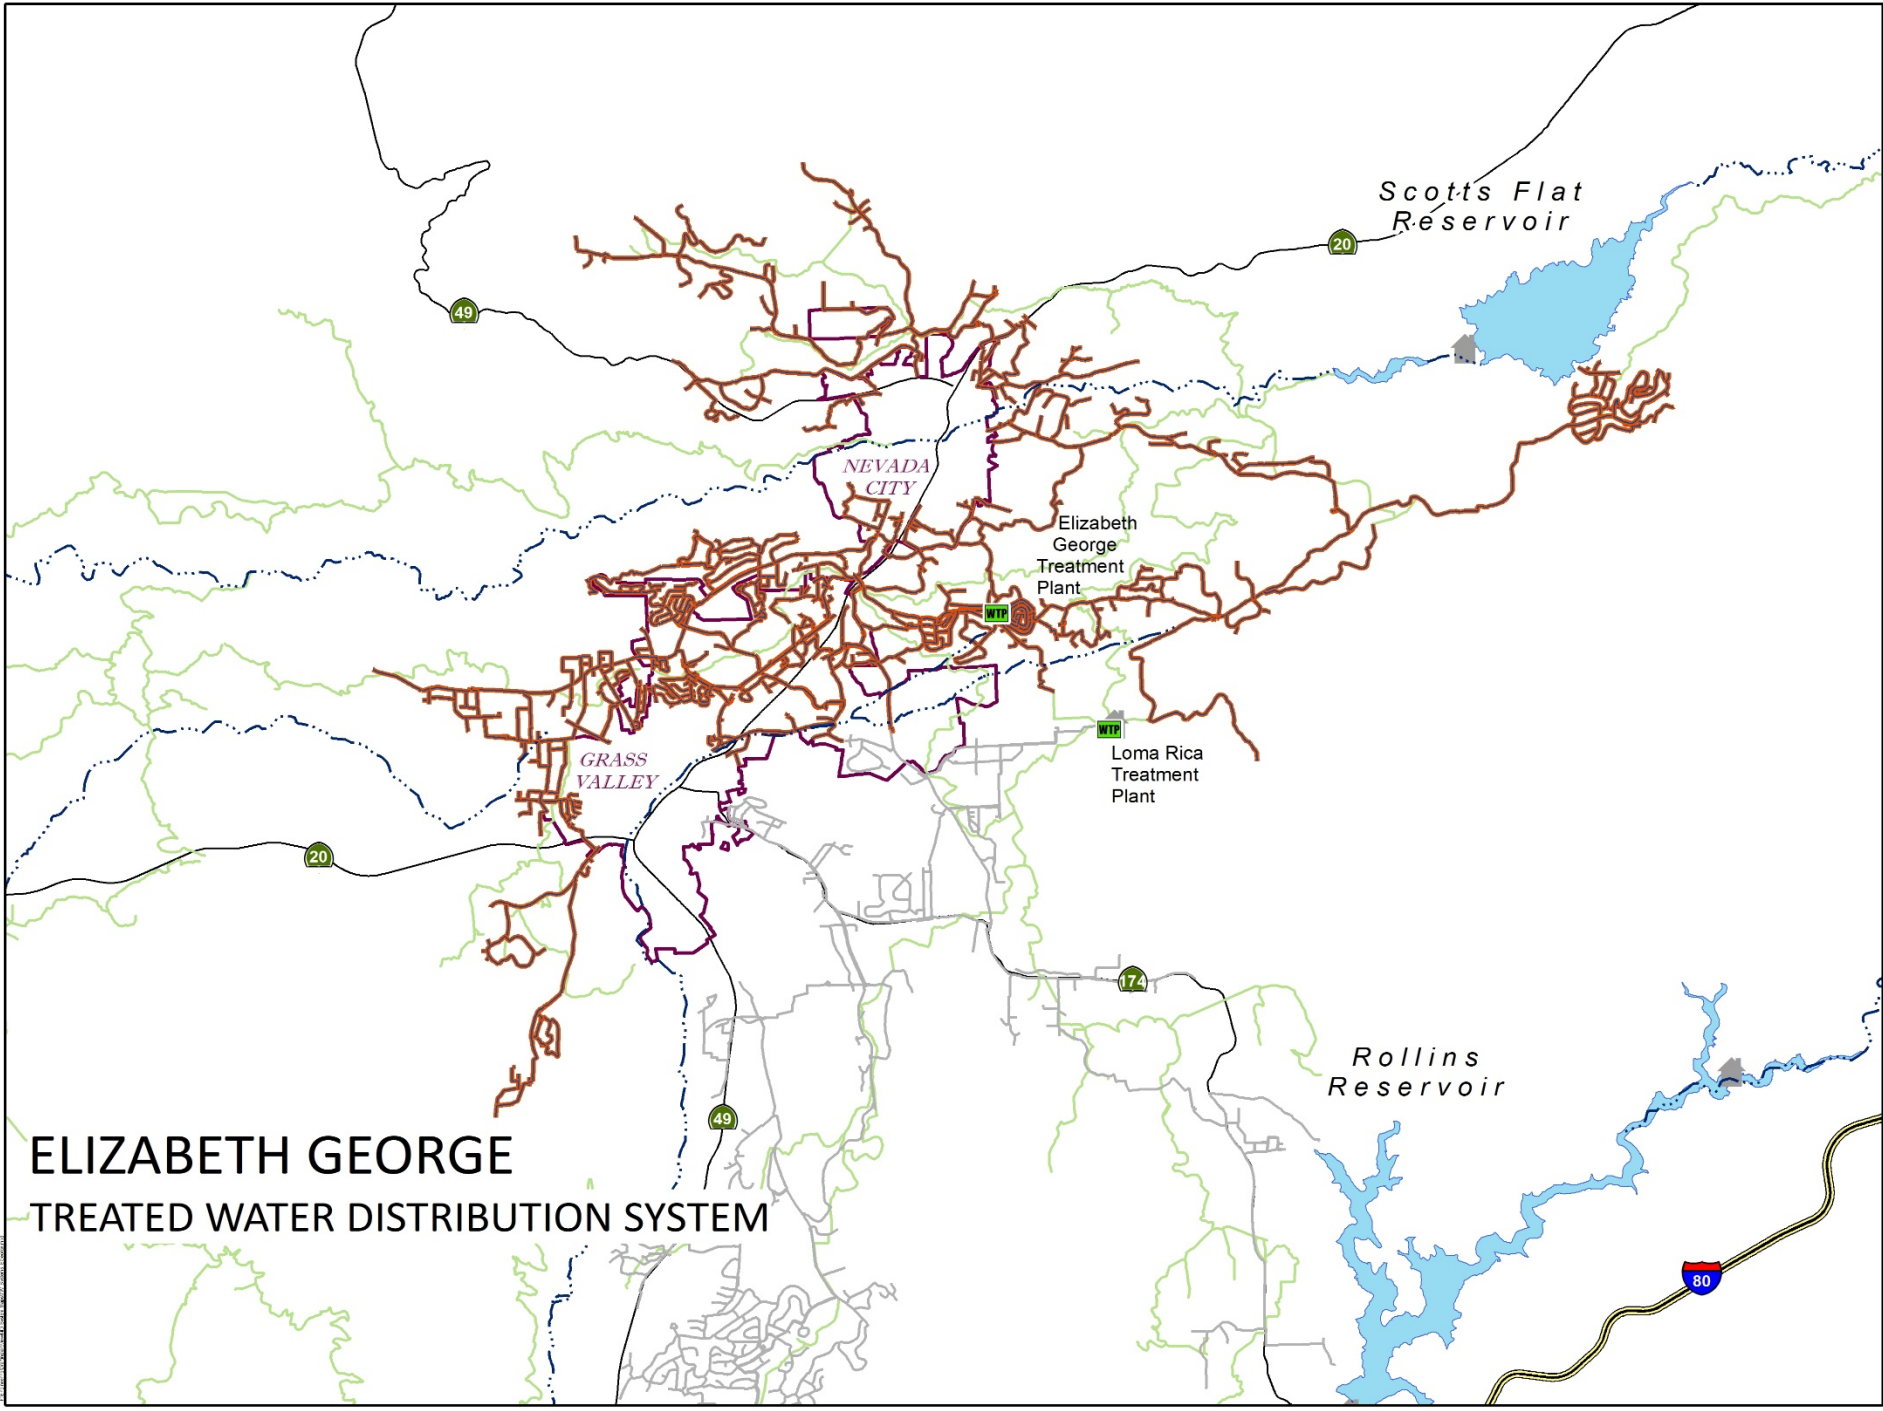 Scotts Flat
Reservoir
20
49
NEVADA
CITY
Elizabeth
George
Treatment
Plant
WTP
WTP
Loma Rica
Treatment
Plant
GRASS
VALLEY
20
174
Rollins
Reservoir
49
ELIZABETH GEORGE
TREATED WATER DISTRIBUTION SYSTEM
80